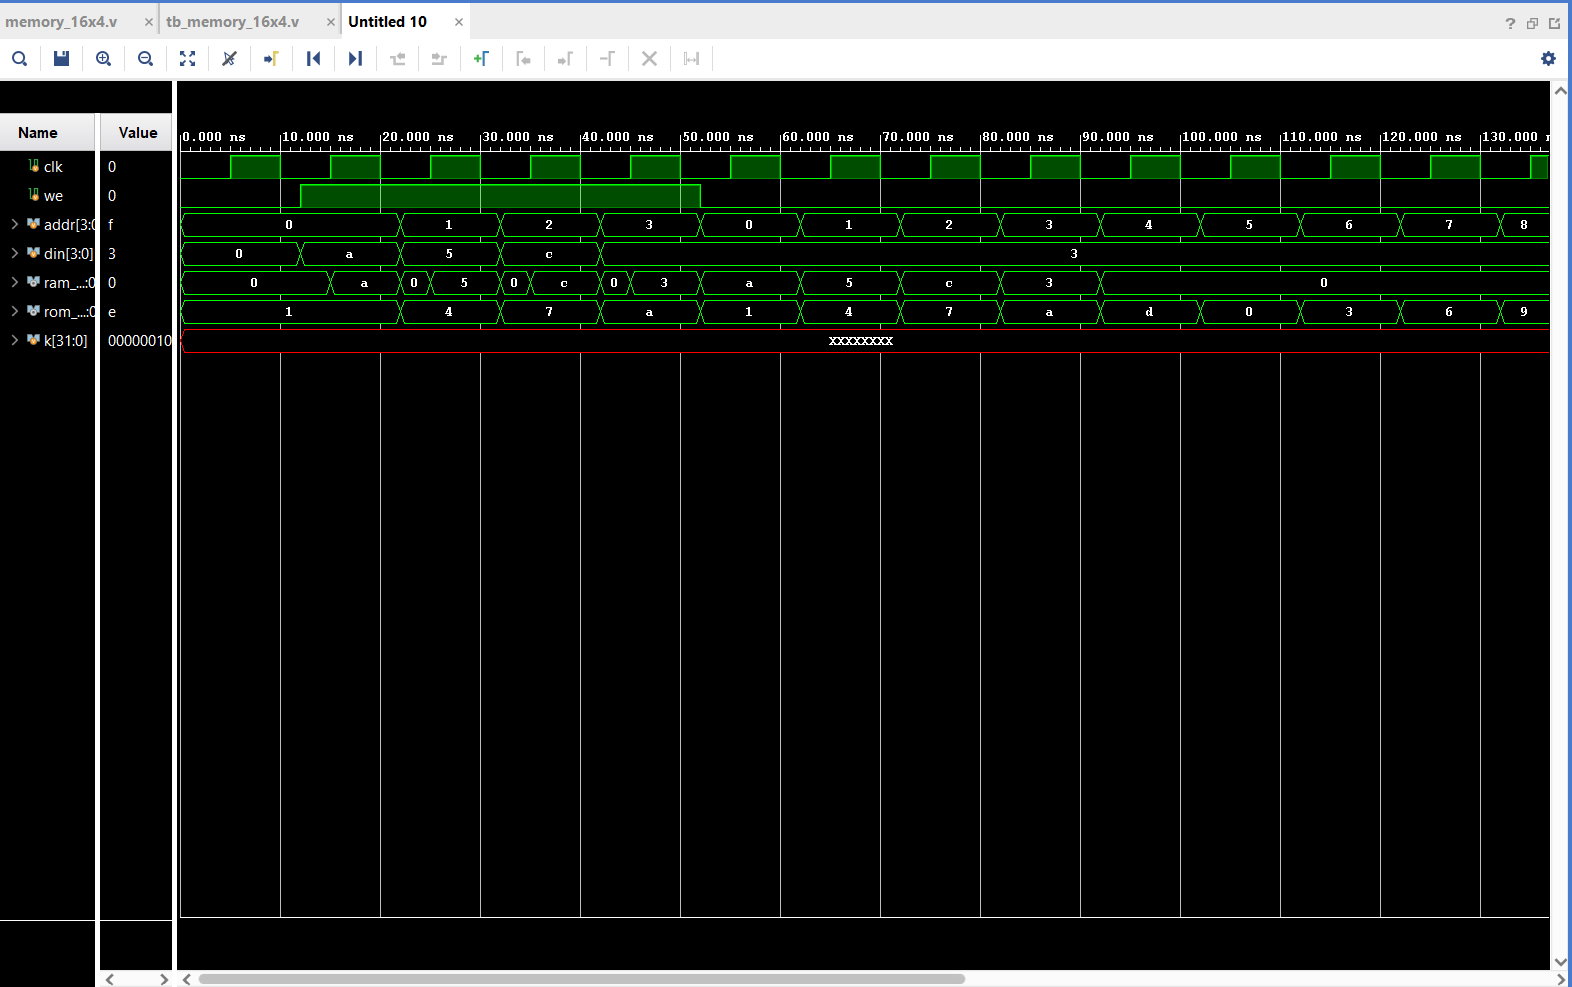 memory_16x4.v × tb_memory_16x4.v × Untitled 10 ×
Name Value
0.000 ns 10.000 ns 20.000 ns 30.000 ns 40.000 ns 50.000 ns 60.000 ns 70.000 ns 80.000 ns 90.000 ns 100.000 ns 110.000 ns 120.000 ns 130.000
clk 0
we 0
addr[3:0 f 0 1 2 3 0 1 2 3 4 5 6 7 8
din[3:0] 3 0 a 5 c 3
ram_...:0 0 0 a 0 5 0 c 0 3 a 5 c 3 0
rom_...:0 e 1 4 7 a 1 4 7 a d 0 3 6 9
k[31:0] 00000010 XXXXXXXX